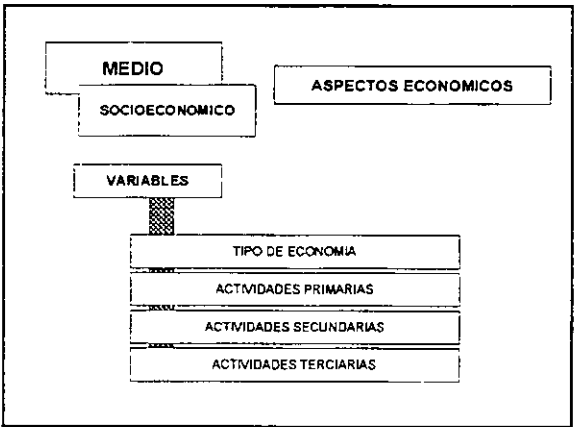 MEDIO
SOCIOECONOMICO
ASPECTOS ECONOMICOS
VARIABLES
TIPO DE ECONOMIA
ACTIVIDADES PRIMARIAS
ACTIVIDADES SECUNDARIAS
ACTIVIDADES TERCIARIAS